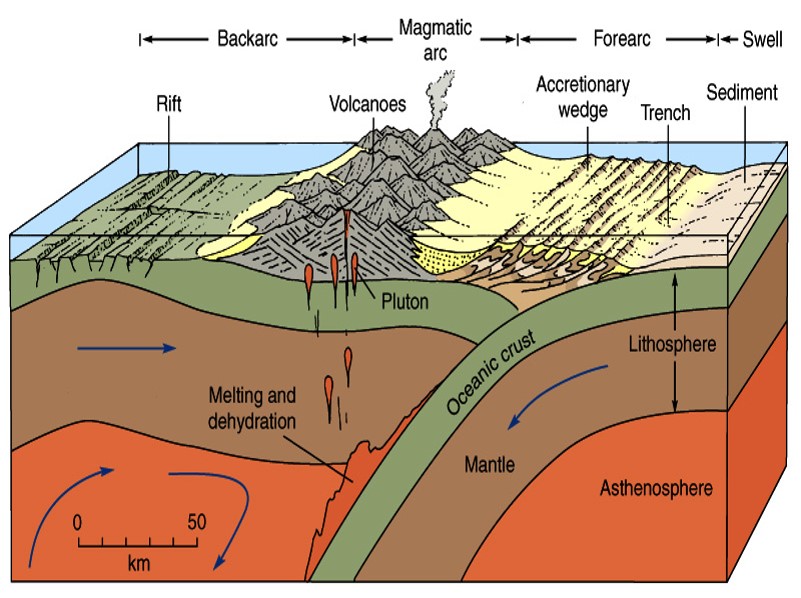 Backarc
Magmatic
arc
Forearc
Swell
Rift
Volcanoes
Accretionary
wedge
Trench
Sediment
Pluton
Oceanic crust
Lithosphere
Melting and
dehydration
Mantle
Asthenosphere
0 50
km